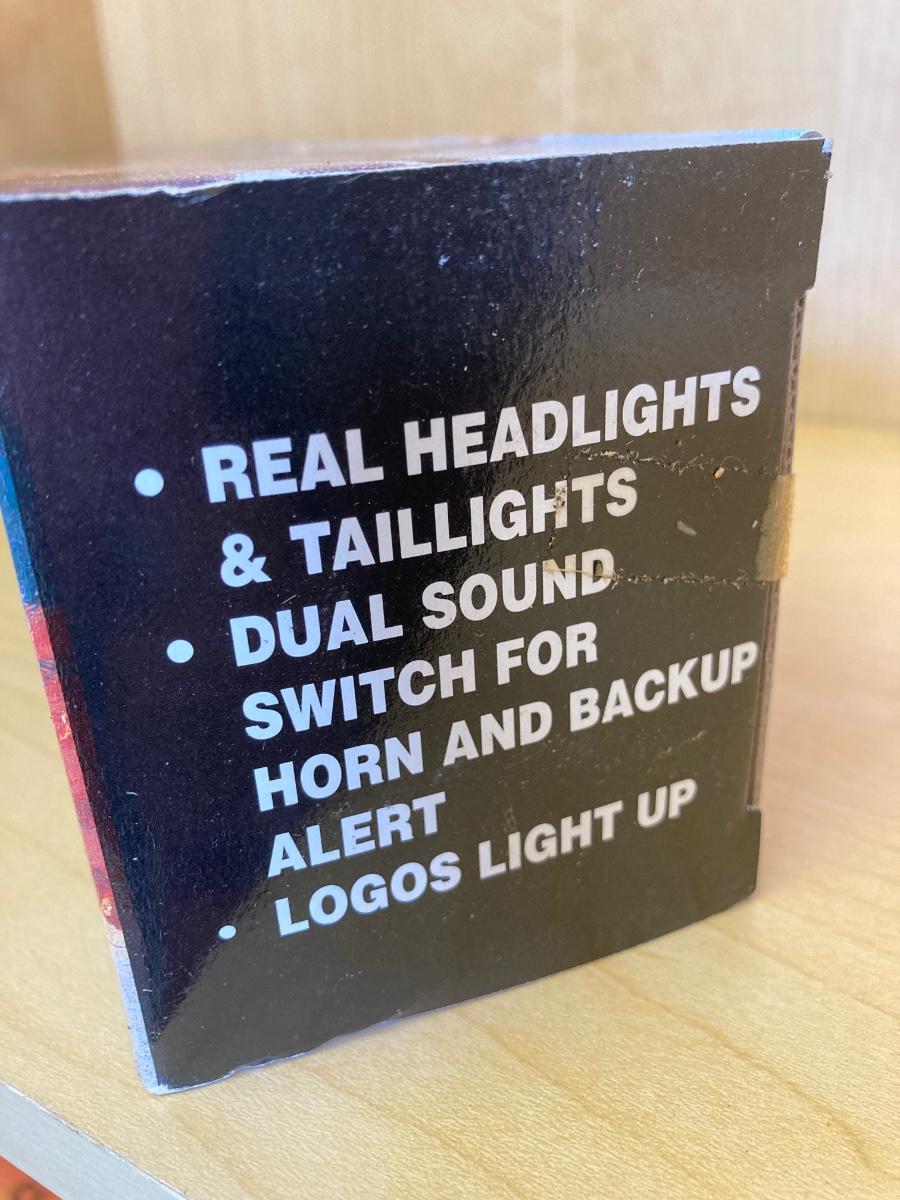 • REAL HEADLIGHTS
& TAILLIGHTS
• DUAL SOUND
SWITCH FOR
HORN AND BACKUP
ALERT
• LOGOS LIGHT UP